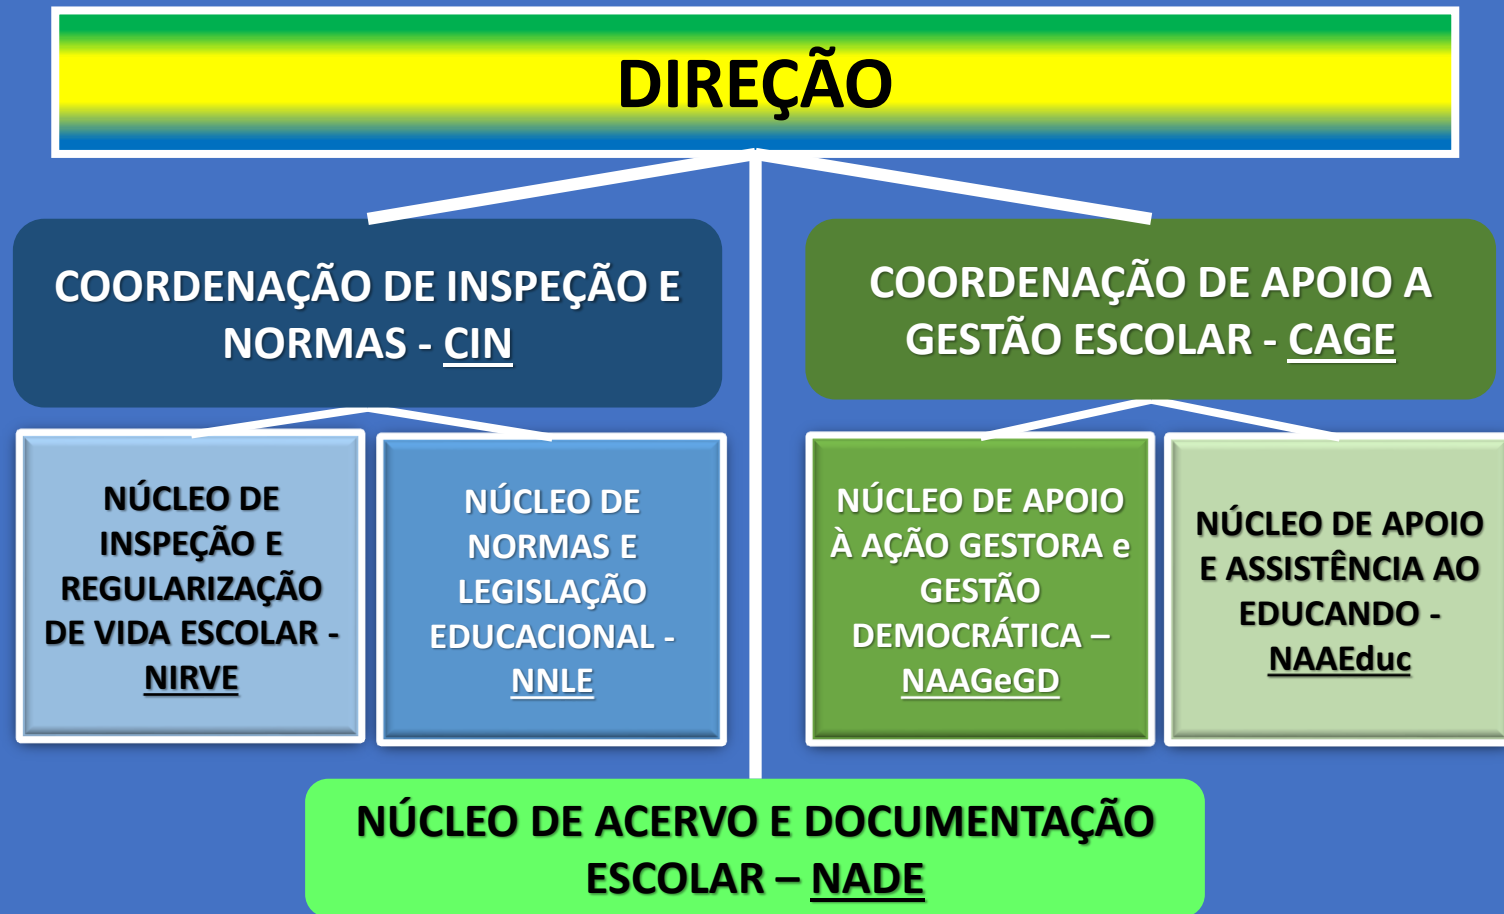 DIREÇÃO
COORDENAÇÃO DE INSPEÇÃO E
NORMAS - CIN
COORDENAÇÃO DE APOIO A
GESTÃO ESCOLAR - CAGE
NÚCLEO DE
INSPEÇÃO E
REGULARIZAÇÃO
DE VIDA ESCOLAR -
NIRVE
NÚCLEO DE
NORMAS E
LEGISLAÇÃO
EDUCACIONAL -
NNLE
NÚCLEO DE APOIO
À AÇÃO GESTORA e
GESTÃO
DEMOCRÁTICA –
NAAGeGD
NÚCLEO DE APOIO
E ASSISTÊNCIA AO
EDUCANDO -
NAAEduc
NÚCLEO DE ACERVO E DOCUMENTAÇÃO
ESCOLAR – NADE